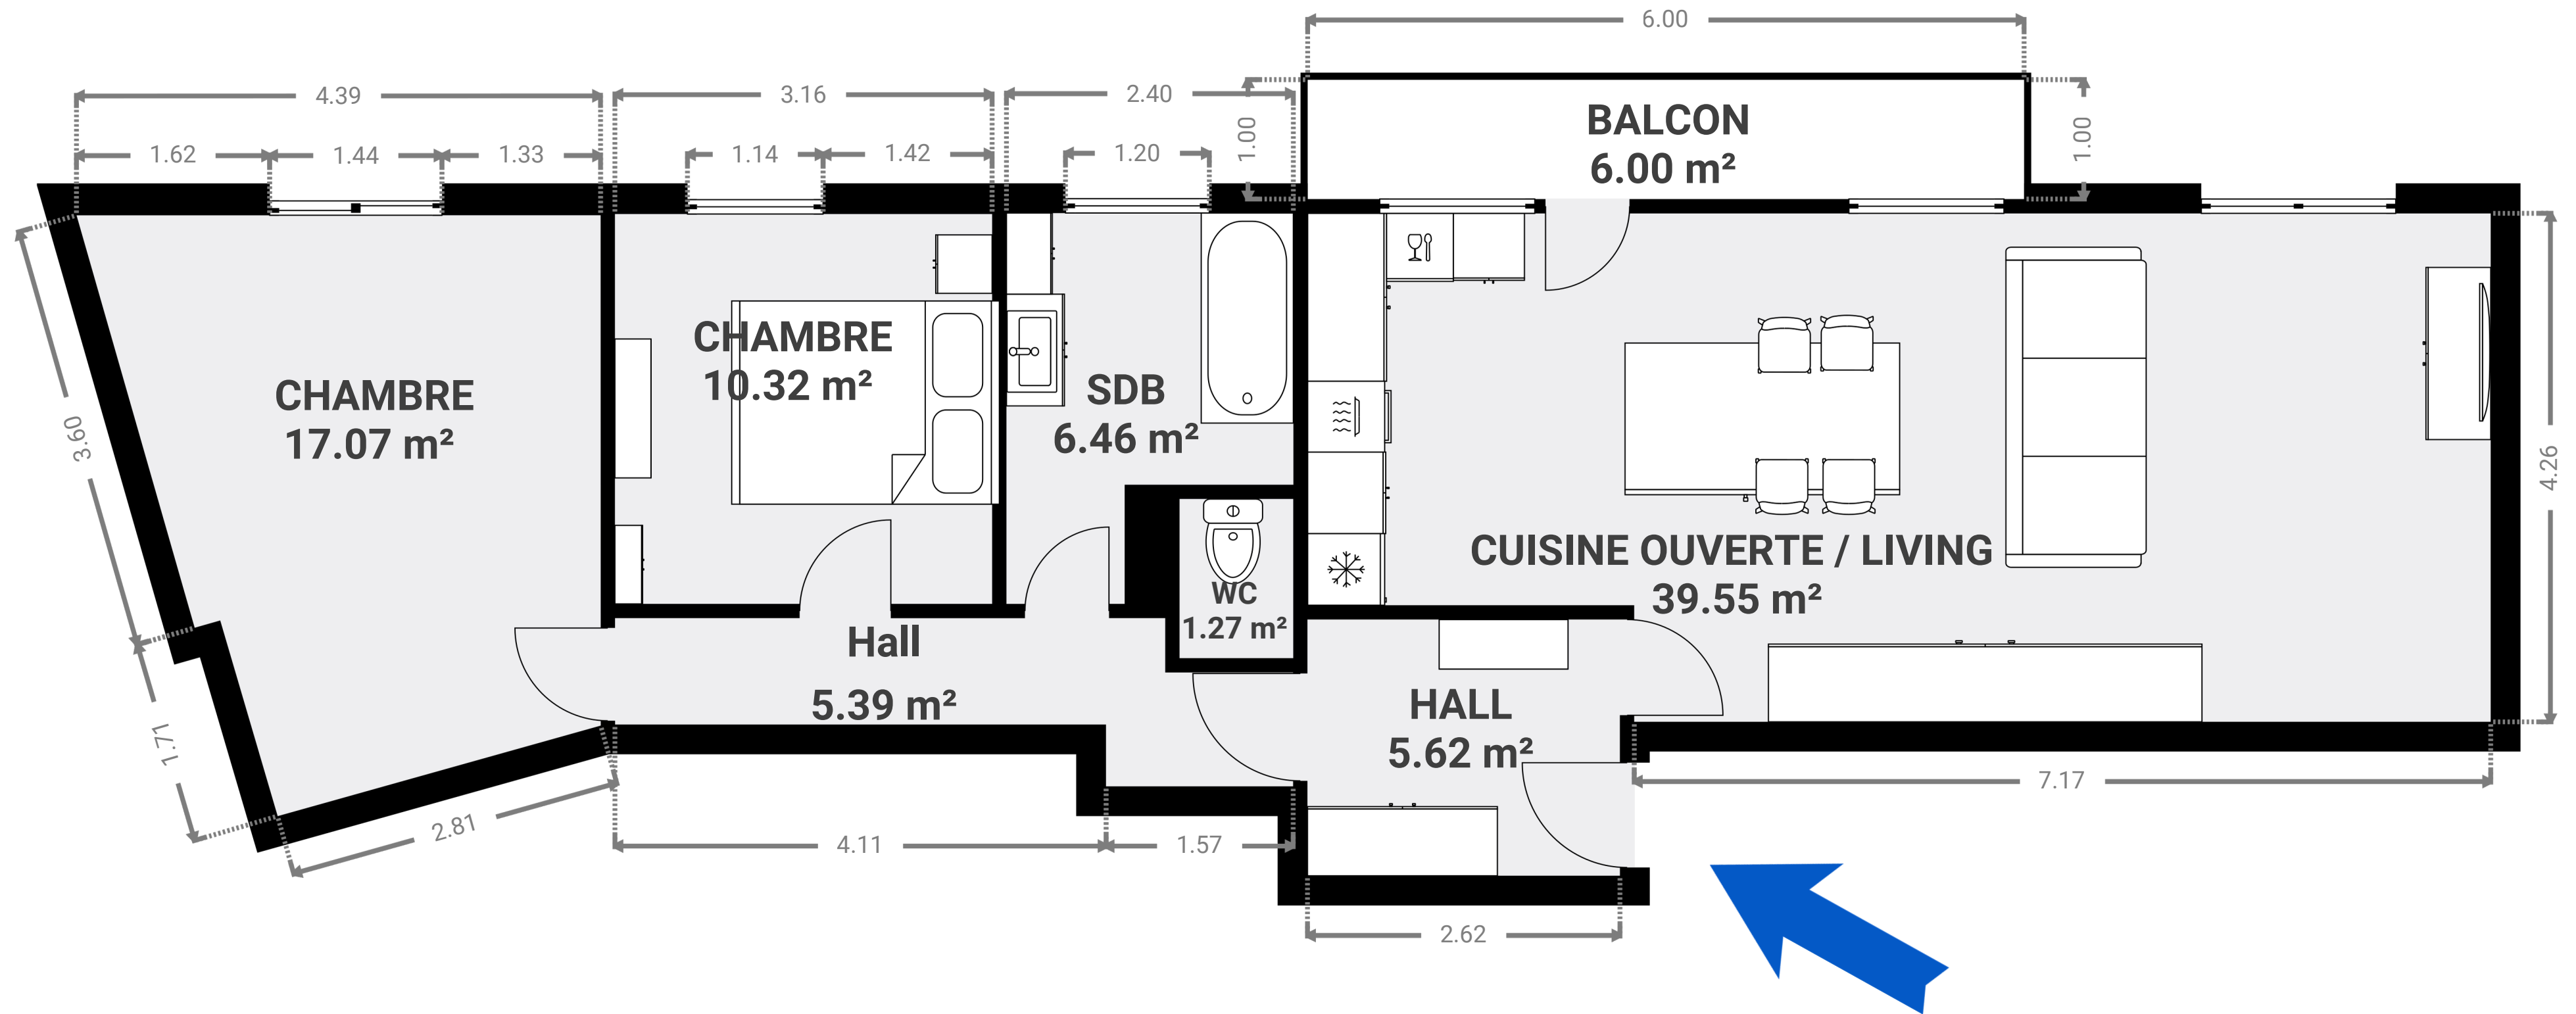 6.00
4.39
3.16
2.40
1.62
1.44
1.33
1.14
1.42
1.20
1.00
1.00
BALCON
6.00 m²
CHAMBRE
17.07 m²
CHAMBRE
10.32 m²
SDB
6.46 m²
WC
1.27 m²
CUISINE OUVERTE / LIVING
39.55 m²
Hall
5.39 m²
HALL
5.62 m²
3.60
1.71
2.81
4.11
1.57
2.62
7.17
4.26